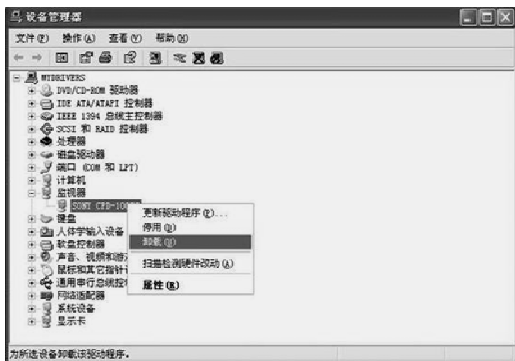 设备管理器
文件(F) 操作(A) 查看(V) 帮助(H)
MTDRIVERS
DVD/CD-ROM 驱动器
IDE ATA/ATAPI 控制器
IEEE 1394 总线主控制器
SCSI 和 RAID 控制器
处理器
磁盘驱动器
端口 (COM 和 LPT)
计算机
监视器
SONY CPD-10
更新驱动程序(P)...
停用(D)
卸载(U)
扫描检测硬件改动(A)
属性(R)
键盘
人体学输入设备
软盘控制器
声音、视频和游
鼠标和其它指针
通用串行总线控
网络适配器
系统设备
显示卡
为所选设备卸载该驱动程序。